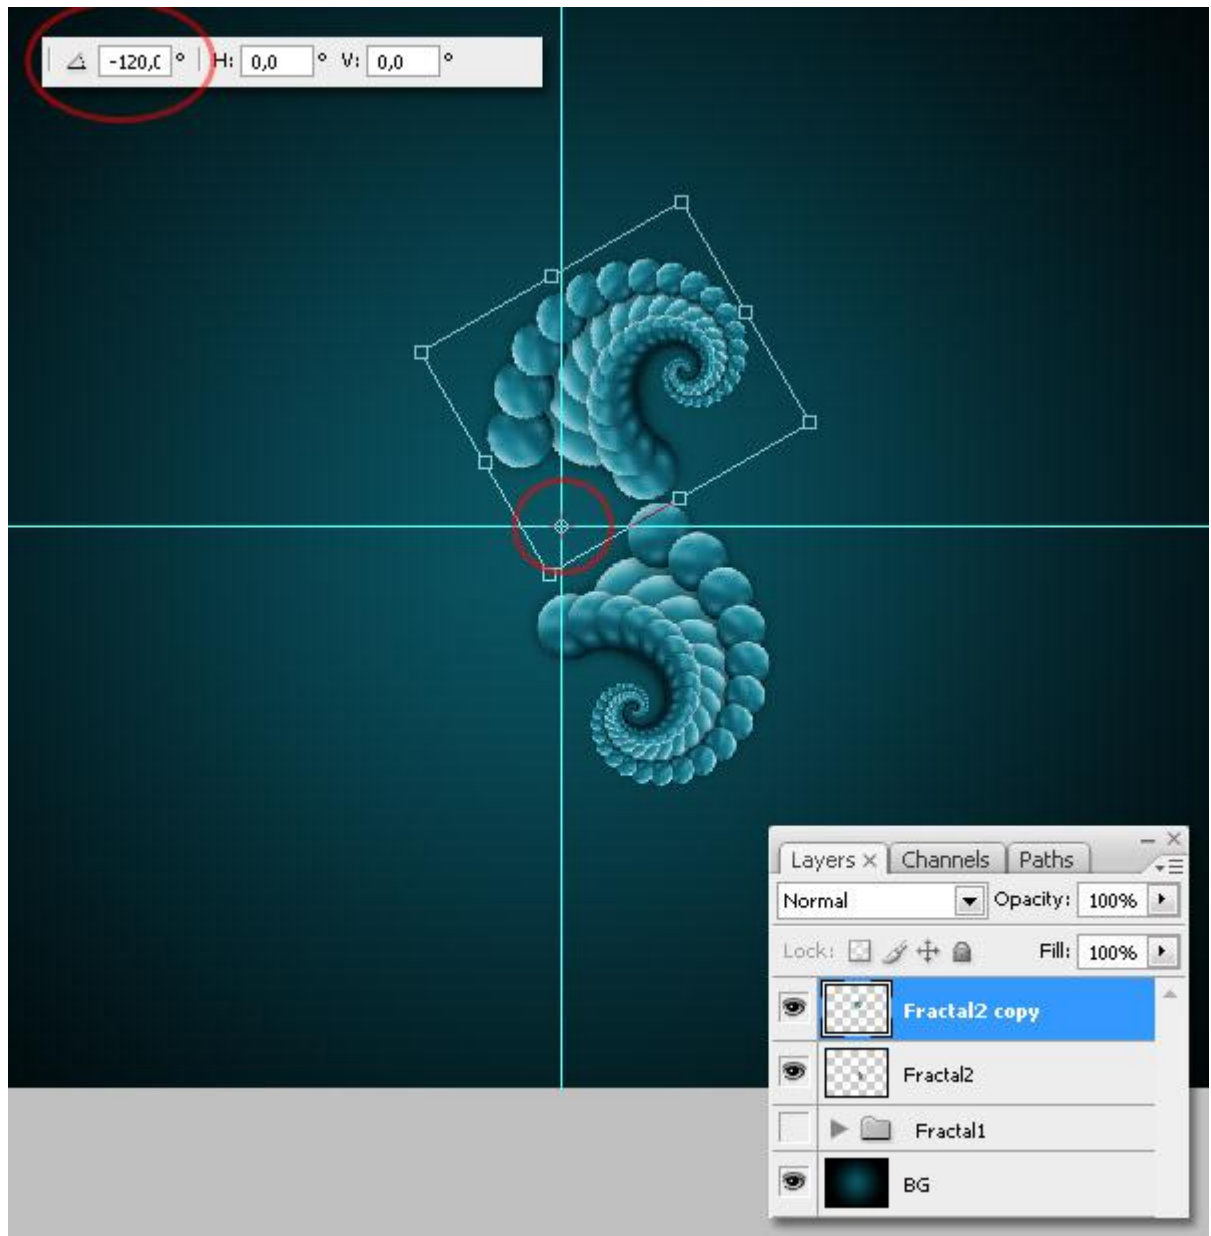 -120,0 ° H: 0,0 ° V: 0,0 °
Layers × Channels Paths
Normal Opacity: 100%
Lock: Fill: 100%
Fractal2 copy
Fractal2
Fractal1
BG